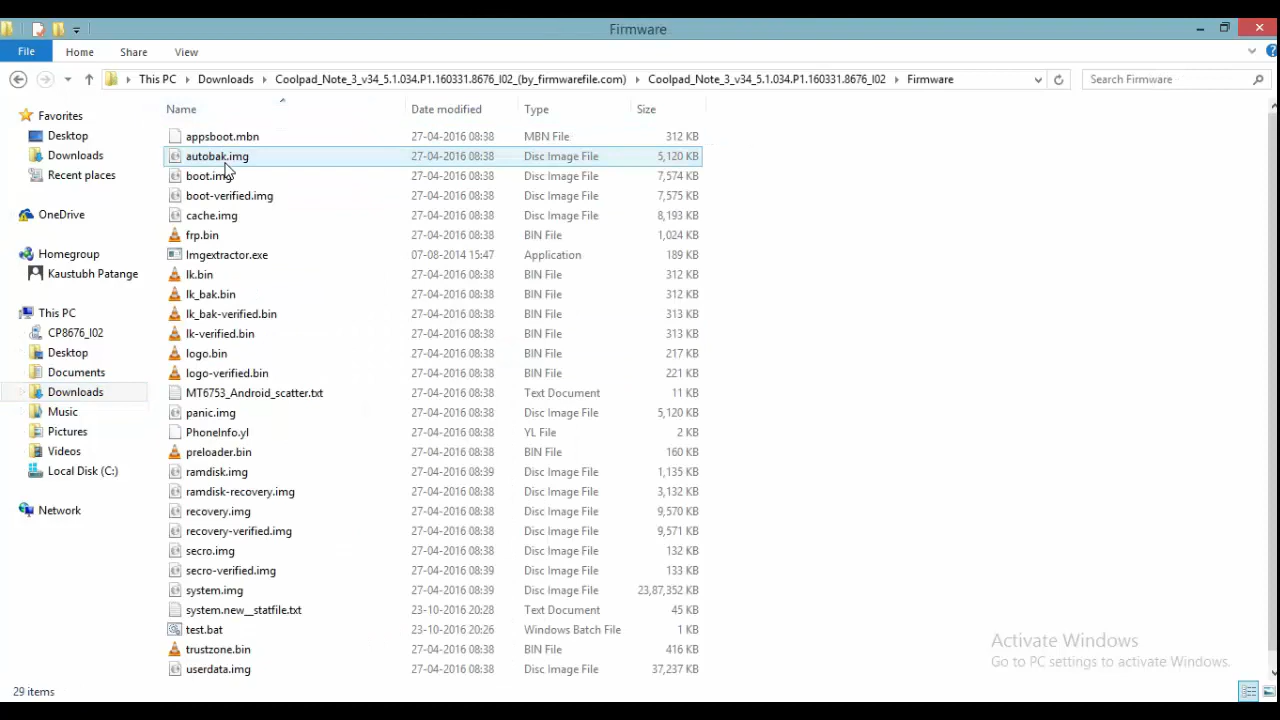 Firmware
File Home Share View
This PC Downloads Coolpad_Note_3_v34_5.1.034.P1.160331.8676_I02_(by_firmwarefile.com) Coolpad_Note_3_v34_5.1.034.P1.160331.8676_I02 Firmware Search Firmware
Name Date modified Type Size
Favorites
Desktop
Downloads
Recent places
OneDrive
Homegroup
Kaustubh Patange
This PC
CP8676_I02
Desktop
Documents
Downloads
Music
Pictures
Videos
Local Disk (C:)
Network
appsboot.mbn 27-04-2016 08:38 MBN File 312 KB
autobak.img 27-04-2016 08:38 Disc Image File 5,120 KB
boot.img 27-04-2016 08:38 Disc Image File 7,574 KB
boot-verified.img 27-04-2016 08:38 Disc Image File 7,575 KB
cache.img 27-04-2016 08:38 Disc Image File 8,193 KB
frp.bin 27-04-2016 08:38 BIN File 1,024 KB
Imgextractor.exe 07-08-2014 15:47 Application 189 KB
lk.bin 27-04-2016 08:38 BIN File 312 KB
lk_bak.bin 27-04-2016 08:38 BIN File 312 KB
lk_bak-verified.bin 27-04-2016 08:38 BIN File 313 KB
lk-verified.bin 27-04-2016 08:38 BIN File 313 KB
logo.bin 27-04-2016 08:38 BIN File 217 KB
logo-verified.bin 27-04-2016 08:38 BIN File 221 KB
MT6753_Android_scatter.txt 27-04-2016 08:38 Text Document 11 KB
panic.img 27-04-2016 08:38 Disc Image File 5,120 KB
PhoneInfo.yl 27-04-2016 08:38 YL File 2 KB
preloader.bin 27-04-2016 08:38 BIN File 160 KB
ramdisk.img 27-04-2016 08:39 Disc Image File 1,135 KB
ramdisk-recovery.img 27-04-2016 08:38 Disc Image File 3,132 KB
recovery.img 27-04-2016 08:38 Disc Image File 9,570 KB
recovery-verified.img 27-04-2016 08:38 Disc Image File 9,571 KB
secro.img 27-04-2016 08:38 Disc Image File 132 KB
secro-verified.img 27-04-2016 08:39 Disc Image File 133 KB
system.img 27-04-2016 08:39 Disc Image File 23,87,352 KB
system.new__statfile.txt 23-10-2016 20:28 Text Document 45 KB
test.bat 23-10-2016 20:26 Windows Batch File 1 KB
trustzone.bin 27-04-2016 08:38 BIN File 416 KB
userdata.img 27-04-2016 08:38 Disc Image File 37,237 KB
Activate Windows
Go to PC settings to activate Windows.
29 items